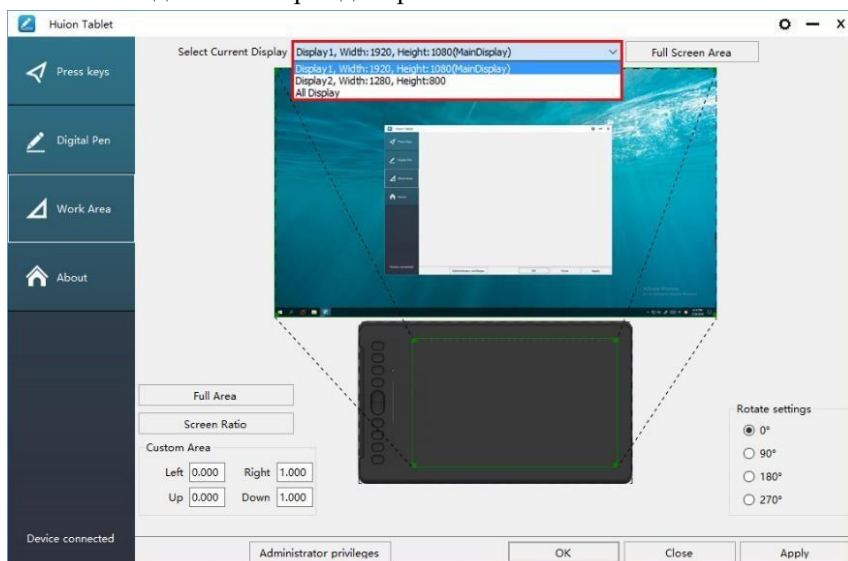 Huion Tablet
Press keys
Digital Pen
Work Area
About
Device connected
Select Current Display
Display1, Width:1920, Height:1080(MainDisplay)
Full Screen Area
Display1, Width:1920, Height:1080(MainDisplay)
Display2, Width:1280, Height:800
All Display
Huion Tablet
Full Area
Screen Ratio
Custom Area
Left 0.000 Right 1.000
Up 0.000 Down 1.000
Rotate settings
0°
90°
180°
270°
Administrator privileges
OK
Close
Apply